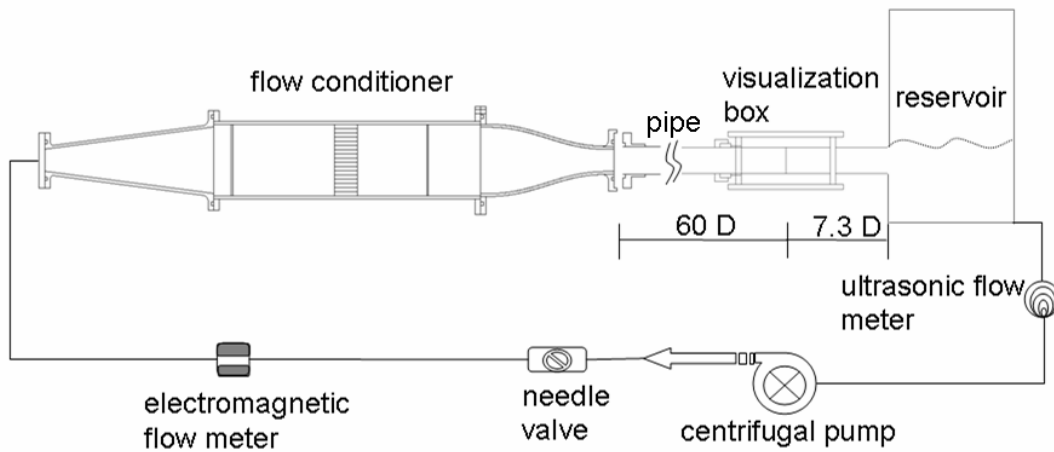 flow conditioner
visualization
box
reservoir
pipe
60 D
7.3 D
ultrasonic flow
meter
electromagnetic
flow meter
needle
valve
centrifugal pump